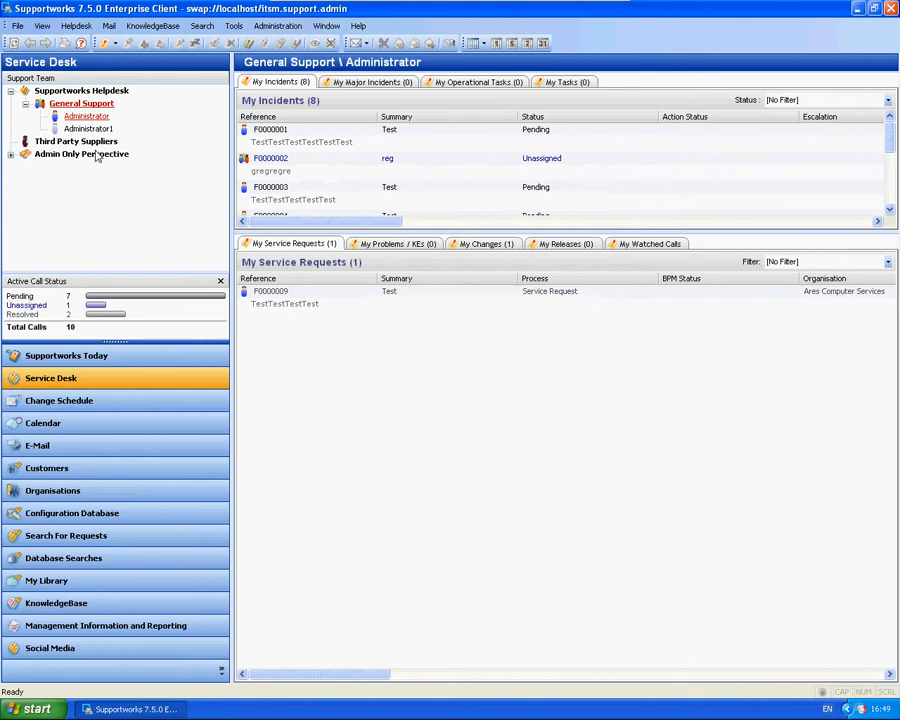 Supportworks 7.5.0 Enterprise Client - swap://localhost/itsm.support.admin
File View Helpdesk Mail KnowledgeBase Search Tools Administration Window Help
Service Desk
Support Team
Supportworks Helpdesk
General Support
Administrator
Administrator1
Third Party Suppliers
Admin Only Perspective
Active Call Status
Pending 7
Unassigned 1
Resolved 2
Total Calls 10
Supportworks Today
Service Desk
Change Schedule
Calendar
E-Mail
Customers
Organisations
Configuration Database
Search For Requests
Database Searches
My Library
KnowledgeBase
Management Information and Reporting
Social Media
General Support \ Administrator
My Incidents (8) My Major Incidents (0) My Operational Tasks (0) My Tasks (0)
My Incidents (8) Status : [No Filter]
Reference Summary Status Action Status Escalation
F0000001 Test Pending
TestTestTestTestTestTest
F0000002 reg Unassigned
gregregre
F0000003 Test Pending
TestTestTestTestTest
My Service Requests (1) My Problems / KEs (0) My Changes (1) My Releases (0) My Watched Calls
My Service Requests (1) Filter: [No Filter]
Reference Summary Process BPM Status Organisation
F0000009 Test Service Request Ares Computer Services
TestTestTestTest
Ready CAP NUM SCRL
start Supportworks 7.5.0 E... EN 16:49